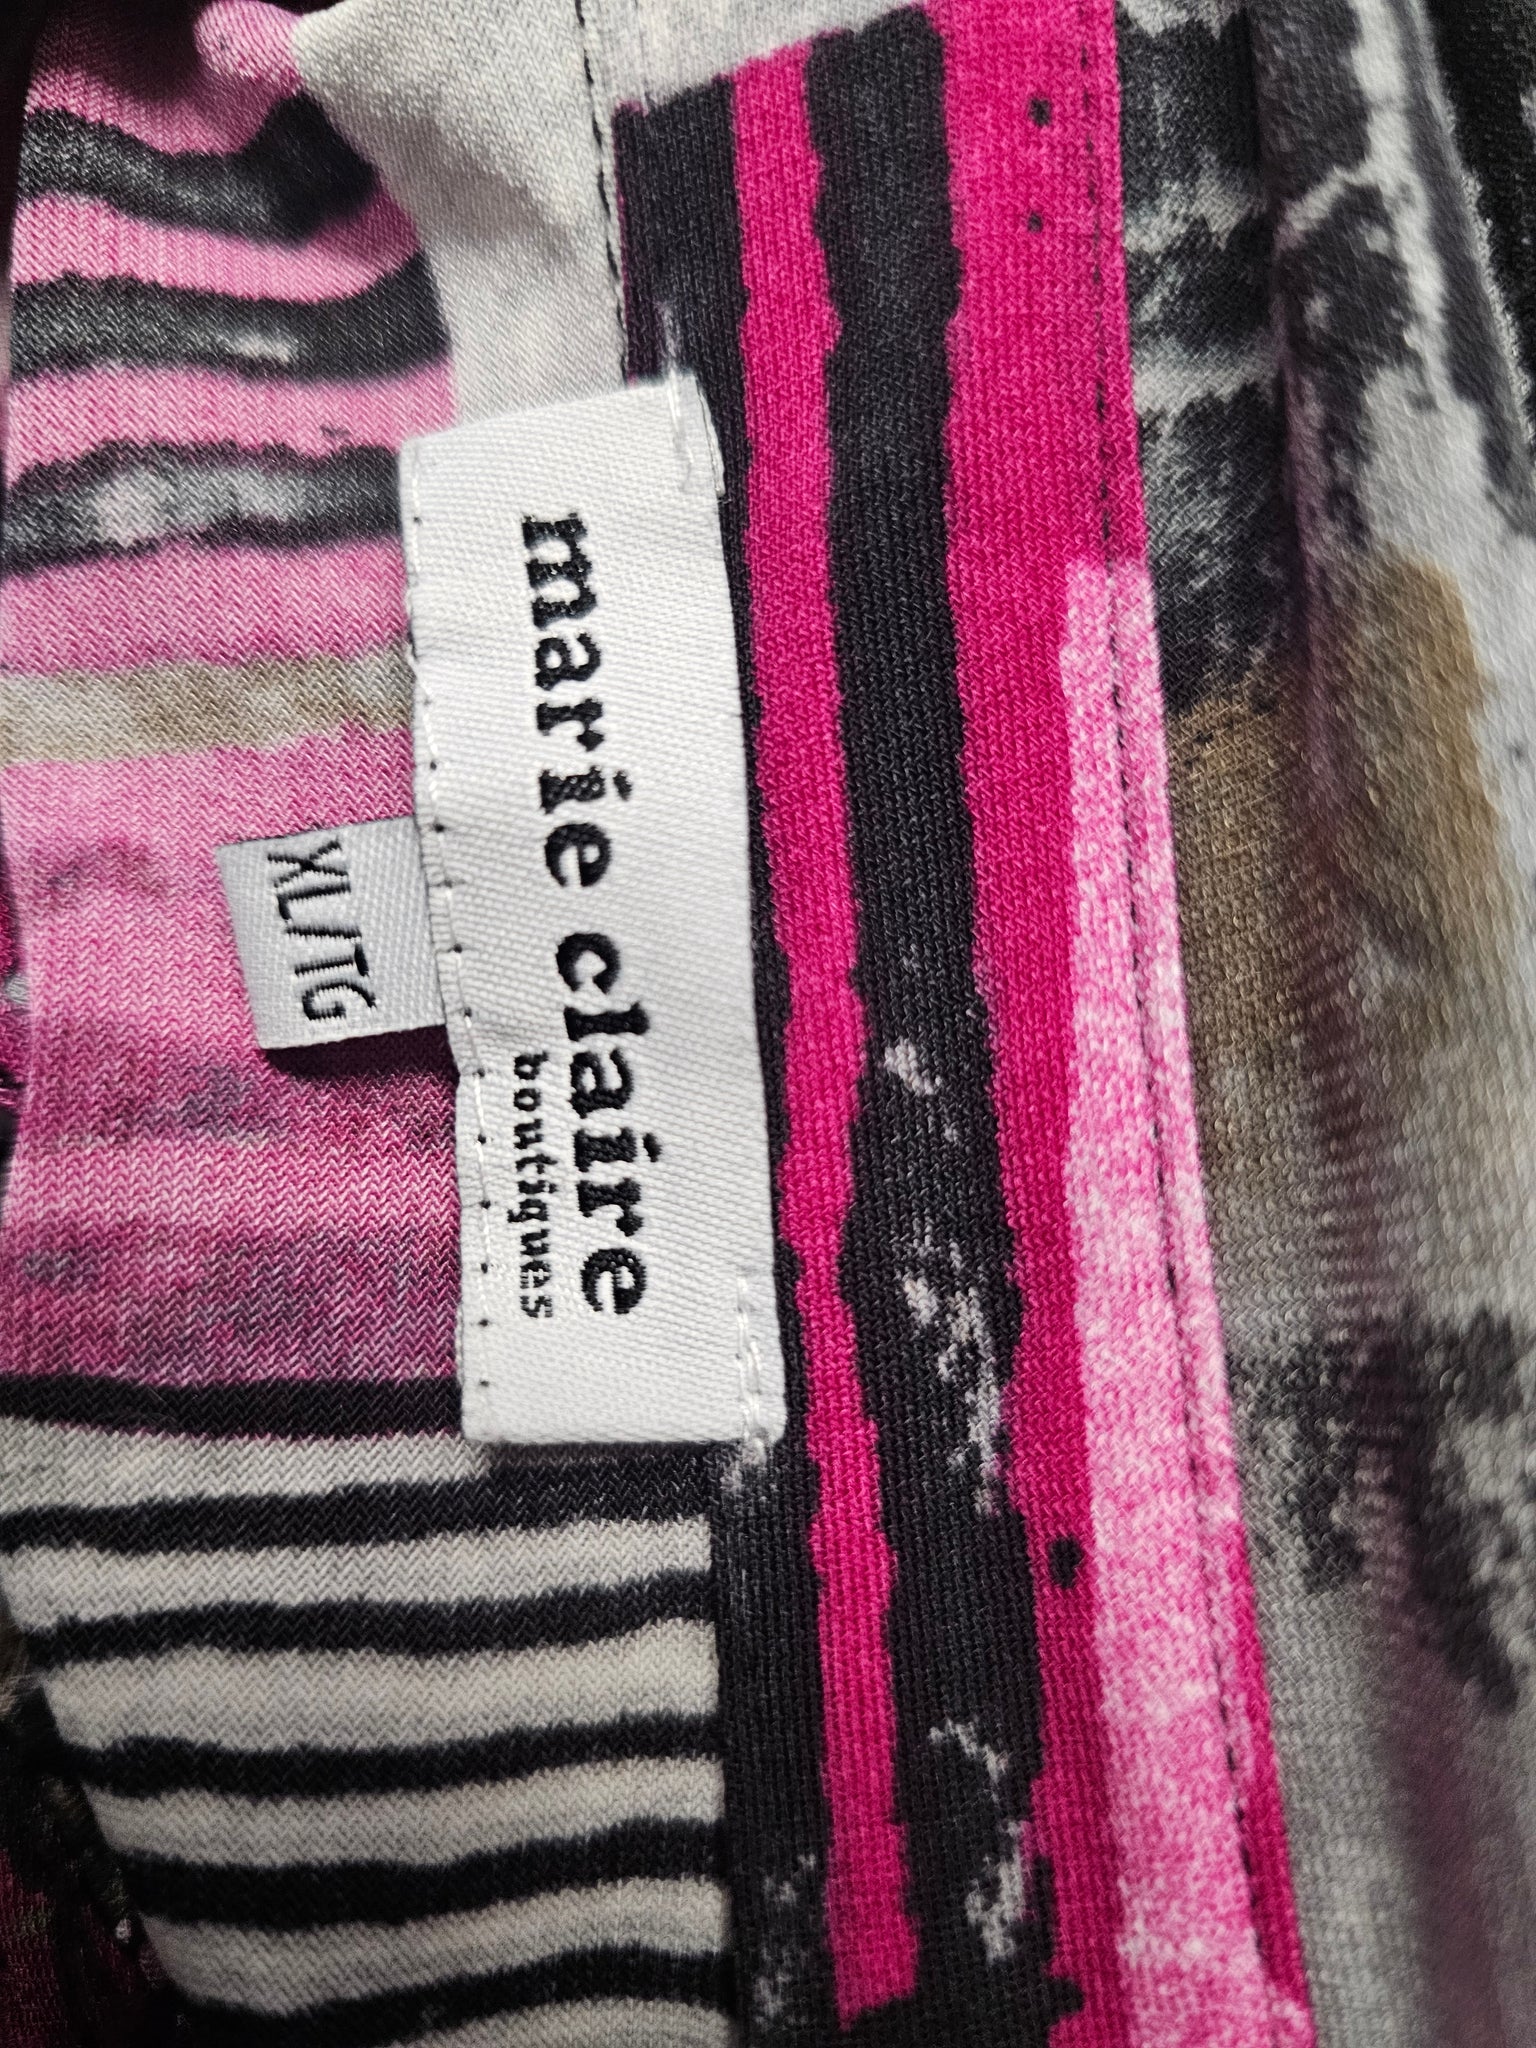 marie claire
boutiques
XL/TG